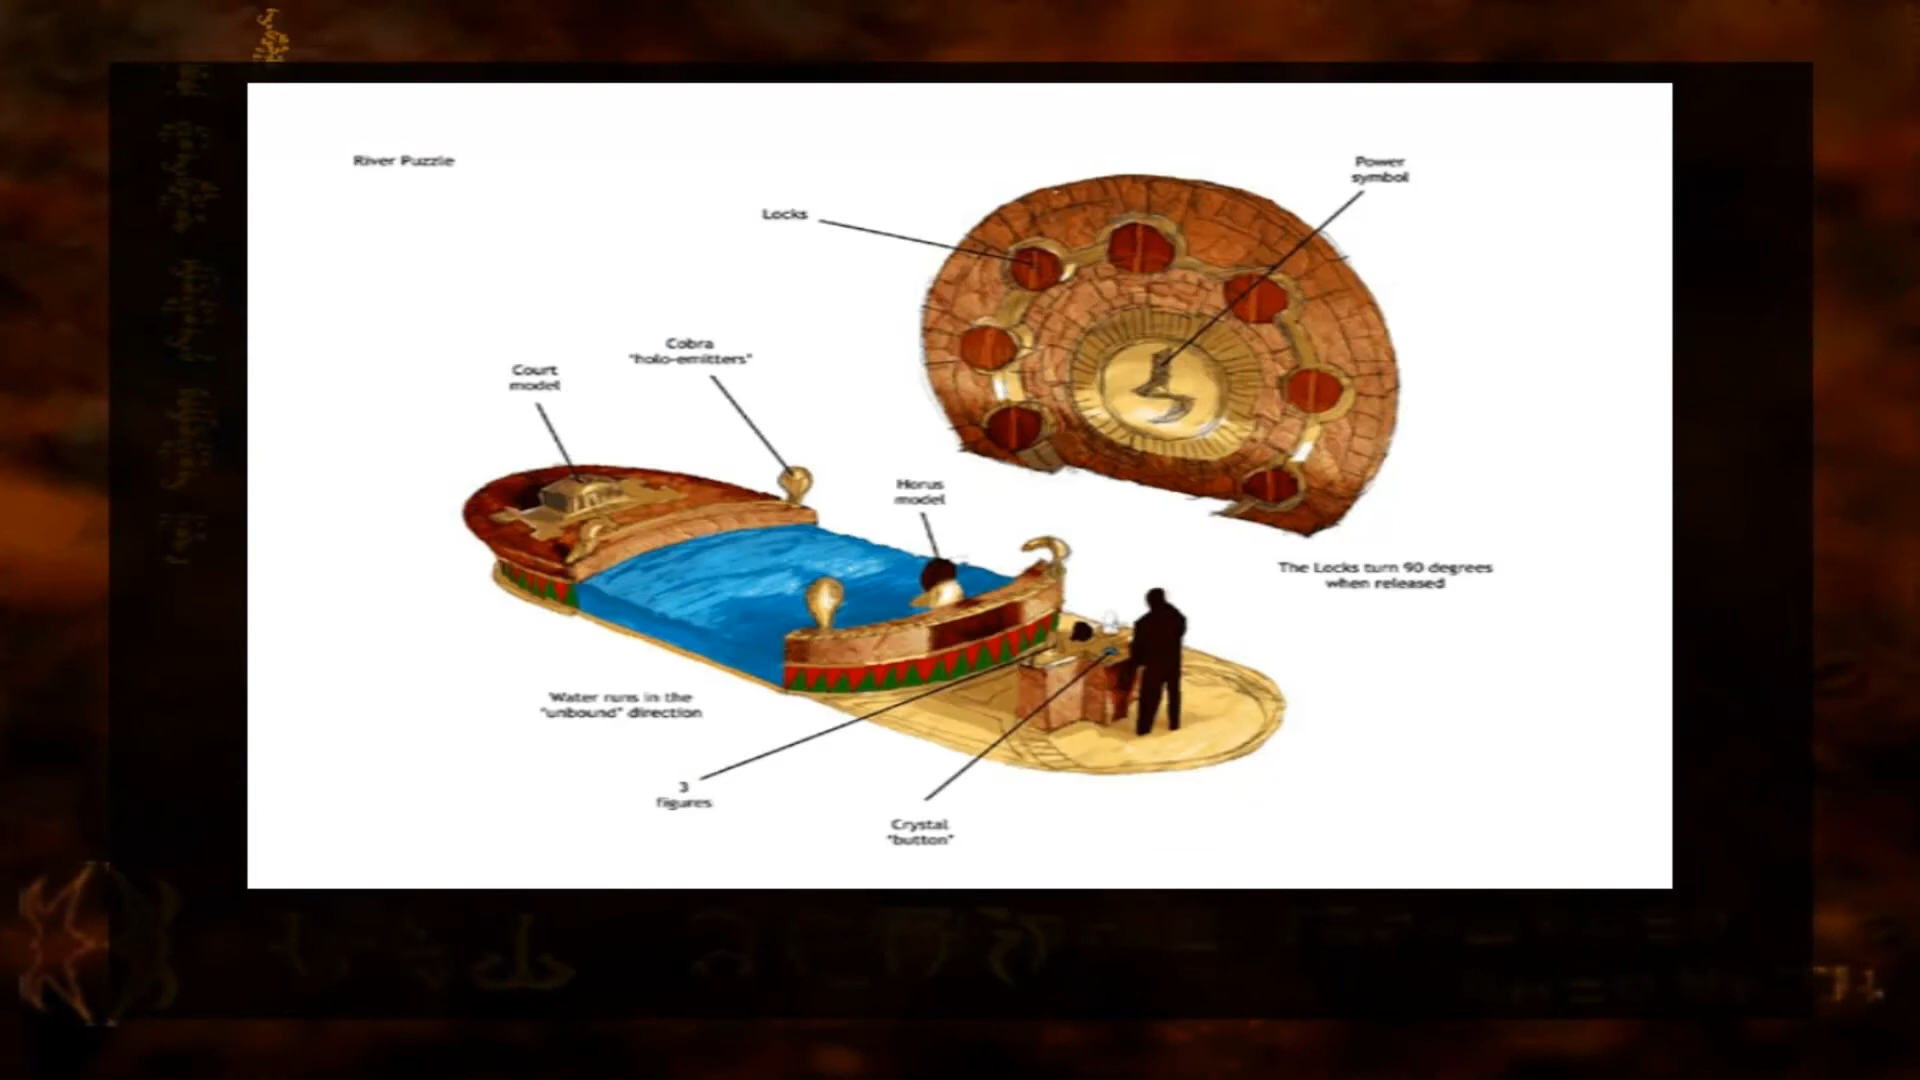 River Puzzle
Power
symbol
Locks
Cobra
"holo-emitters"
Court
model
Horus
model
The Locks turn 90 degrees
when released
Water runs in the
"unbound" direction
3
figures
Crystal
"button"